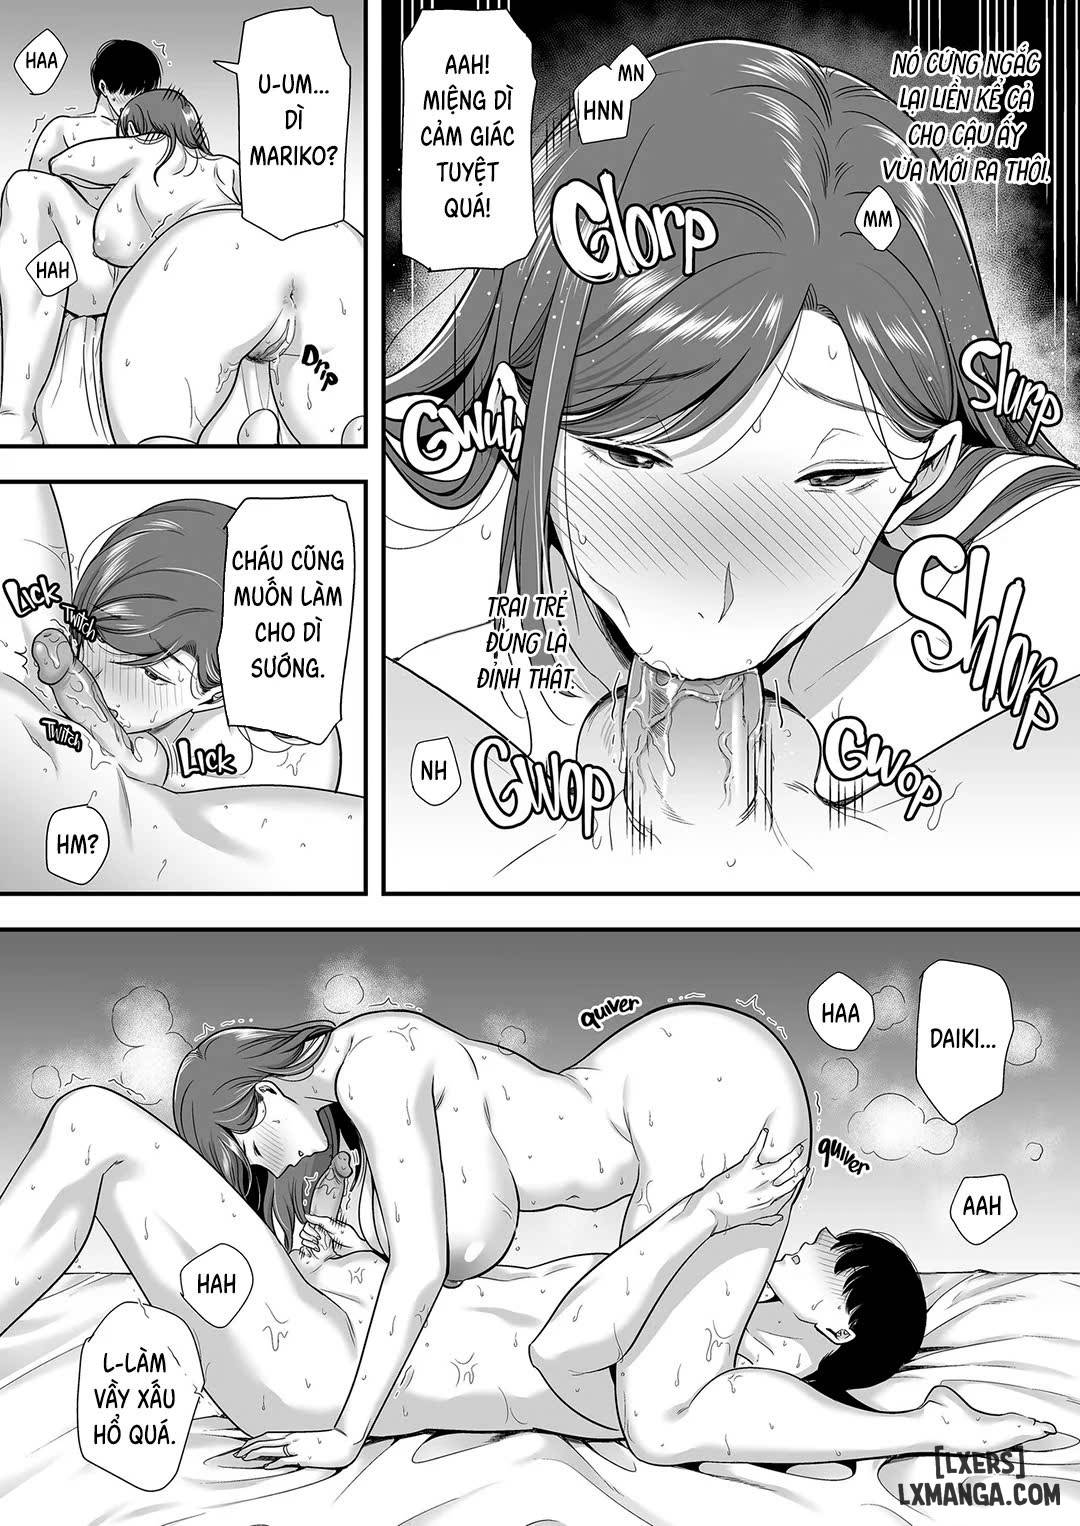 HAA
U-UM...
DÌ
MARIKO?
HAH
DRIP
AAH!
MIỆNG DÌ
CẢM GIÁC
TUYỆT
QUÁ!
MN
HNN
NÓ CỨNG NGẮC
LẠI LIỀN KỂ CẢ
CHO CẬU ẤY
VỪA MỚI RA THÔI.
MM
GLORP
SLURP
GWUH
SHLORP
TRAI TRẺ
ĐÚNG LÀ
ĐỈNH THẬT.
NH
GWOP
GWOP
CHÁU CŨNG
MUỐN LÀM
CHO DÌ
SƯỚNG.
LICK
TWITCH
TWITCH
LICK
HM?
QUIVER
HAA
DAIKI...
QUIVER
AAH
HAH
L-LÀM
VẦY XẤU
HỔ QUÁ.
[LXERS]
LXMANGA.COM